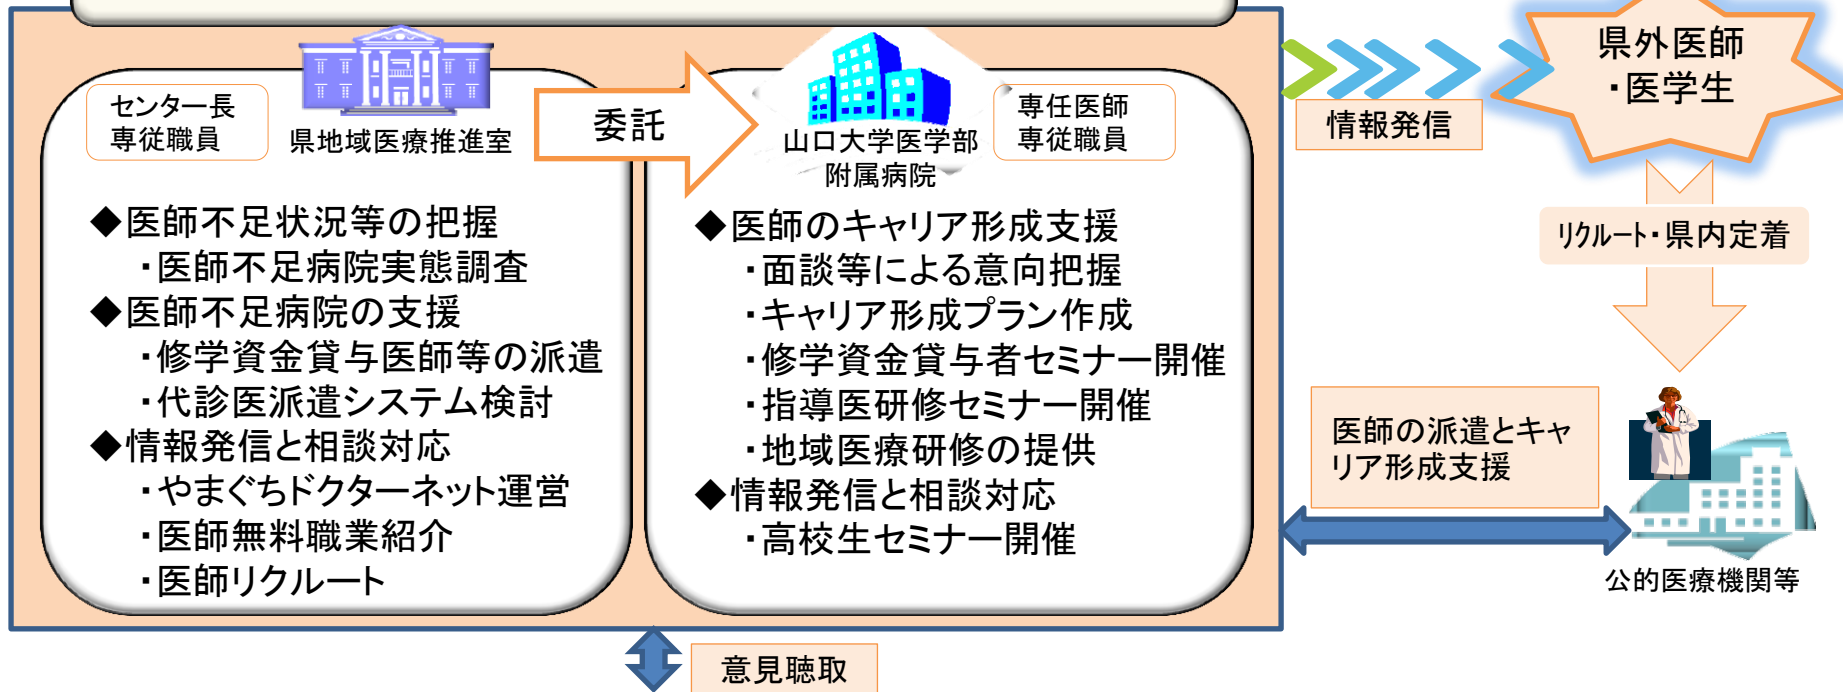 センター長
専従職員
県地域医療推進室
◆医師不足状況等の把握
・医師不足病院実態調査
◆医師不足病院の支援
・修学資金貸与医師等の派遣
・代診医派遣システム検討
◆情報発信と相談対応
・やまぐちドクターネット運営
・医師無料職業紹介
・医師リクルート
委託
山口大学医学部
附属病院
専任医師
専従職員
◆医師のキャリア形成支援
・面談等による意向把握
・キャリア形成プラン作成
・修学資金貸与者セミナー開催
・指導医研修セミナー開催
・地域医療研修の提供
◆情報発信と相談対応
・高校生セミナー開催
情報発信
県外医師
・医学生
リクルート・県内定着
医師の派遣とキャ
リア形成支援
公的医療機関等
意見聴取